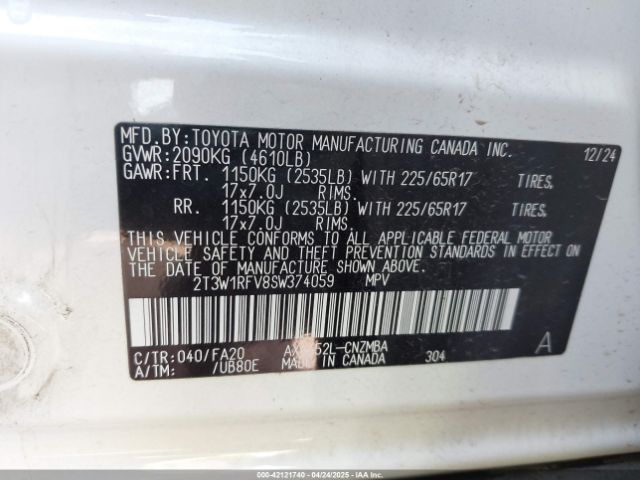 MFD.BY:TOYOTA MOTOR MANUFACTURING CANADA INC. 12/24
GVWR:2090KG (4610LB)
GAWR:FRT. 1150KG (2535LB) WITH 225/65R17 TIRES,
17x7.0J RIMS.
RR. 1150KG (2535LB) WITH 225/65R17 TIRES,
17x7.0J RIMS.
THIS VEHICLE CONFORMS TO ALL APPLICABLE FEDERAL MOTOR
VEHICLE SAFETY AND THEFT PREVENTION STANDARDS IN EFFECT ON
THE DATE OF MANUFACTURE SHOWN ABOVE.
2T3W1RFV8SW374059 MPV
C/TR:040/FA20 A
A/TM: /UB80E MADE IN CANADA 304
000-42121740 - 04/24/2025 - IAAI Partner